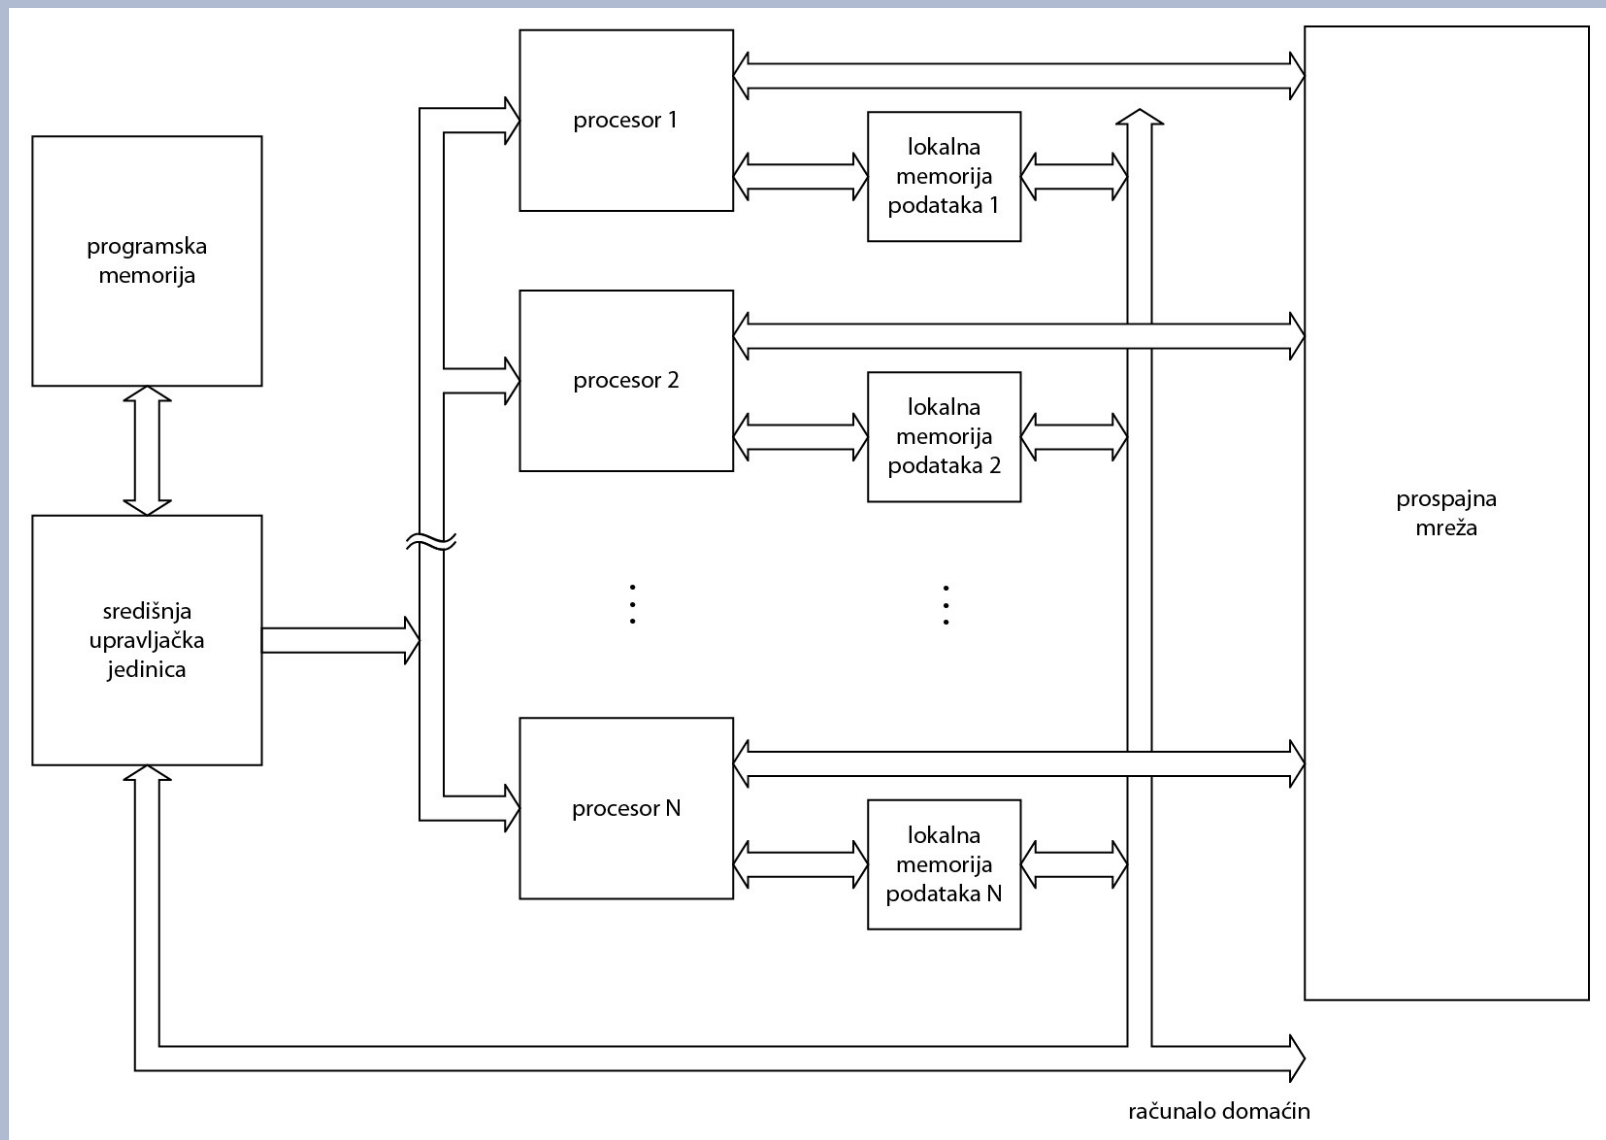 procesor 1
lokalna
memorija
podataka 1
programska
memorija
procesor 2
lokalna
memorija
podataka 2
prospajna
mreža
središnja
upravljačka
jedinica
procesor N
lokalna
memorija
podataka N
računalo domaćin